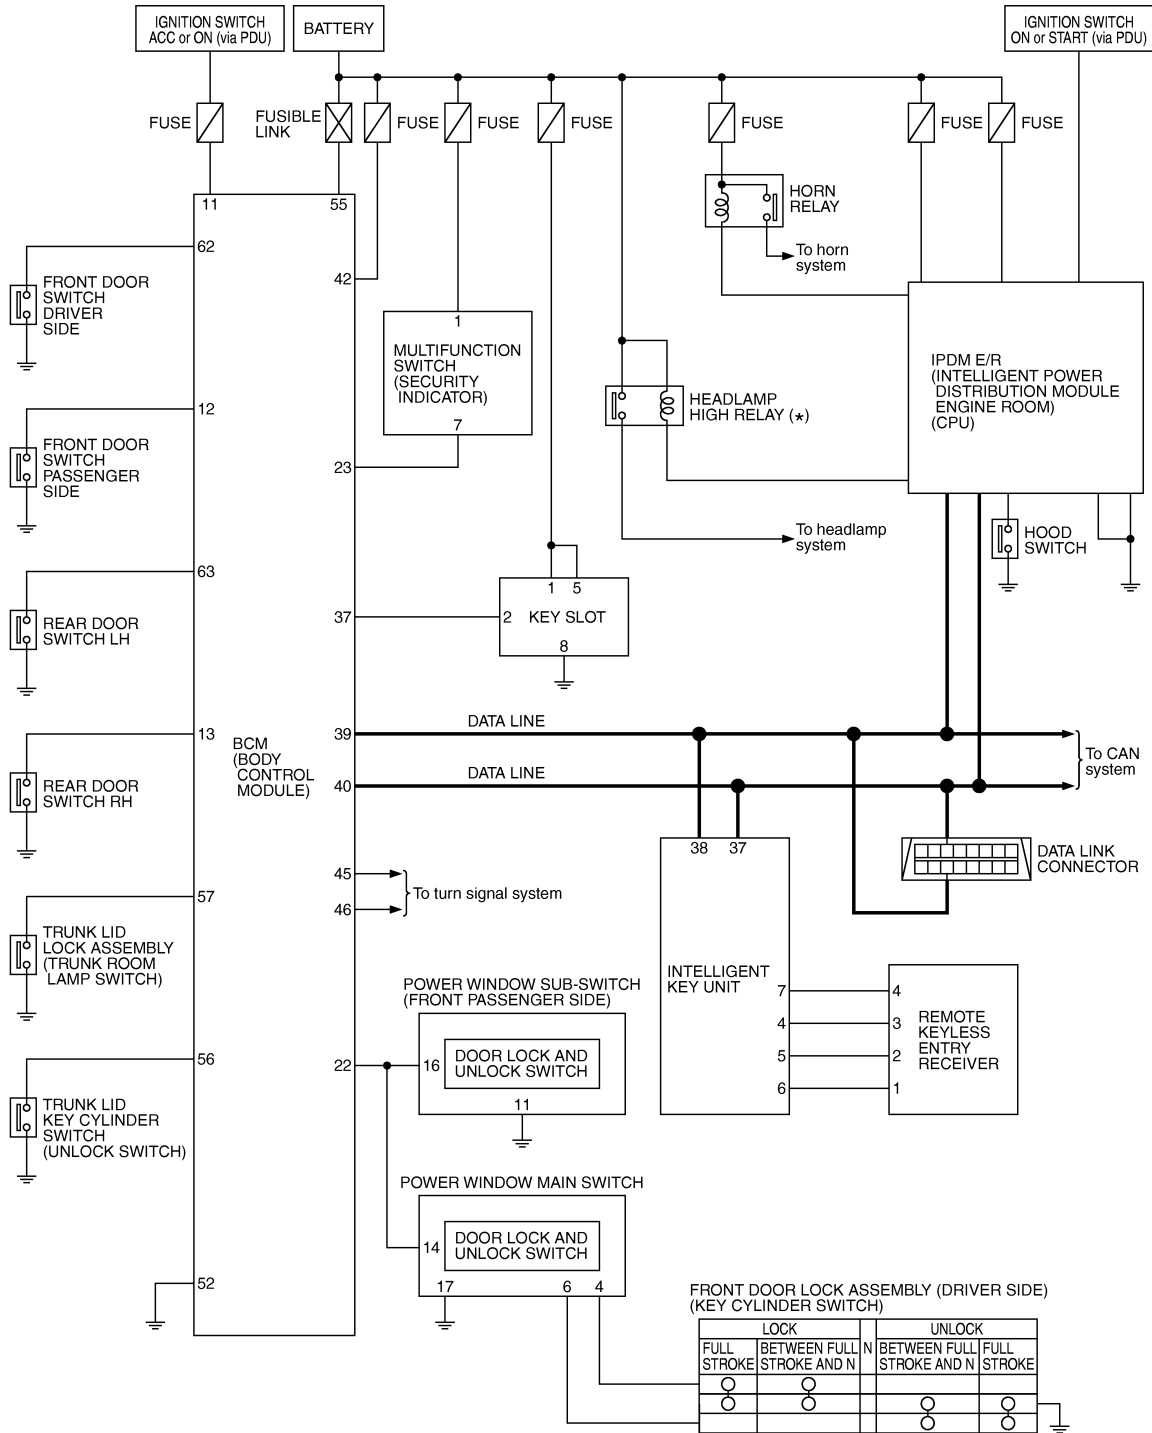 IGNITION SWITCH
ACC or ON (via PDU)
BATTERY
IGNITION SWITCH
ON or START (via PDU)
FUSE
FUSIBLE
LINK
FUSE
FUSE
FUSE
FUSE
FUSE
FUSE
HORN
RELAY
To horn
system
11
55
62
42
FRONT DOOR
SWITCH
DRIVER
SIDE
1
MULTIFUNCTION
SWITCH
(SECURITY
INDICATOR)
7
IPDM E/R
(INTELLIGENT POWER
DISTRIBUTION MODULE
ENGINE ROOM)
(CPU)
HEADLAMP
HIGH RELAY (*)
12
23
FRONT DOOR
SWITCH
PASSENGER
SIDE
To headlamp
system
HOOD
SWITCH
63
37
1 5
2 KEY SLOT
8
REAR DOOR
SWITCH LH
13
39
DATA LINE
BCM
(BODY
CONTROL
MODULE)
40
DATA LINE
To CAN
system
REAR DOOR
SWITCH RH
38 37
DATA LINK
CONNECTOR
45
46
To turn signal system
57
TRUNK LID
LOCK ASSEMBLY
(TRUNK ROOM
LAMP SWITCH)
INTELLIGENT
KEY UNIT
7
4
5
6
4
3
2
1
REMOTE
KEYLESS
ENTRY
RECEIVER
POWER WINDOW SUB-SWITCH
(FRONT PASSENGER SIDE)
56
22
16
DOOR LOCK AND
UNLOCK SWITCH
11
TRUNK LID
KEY CYLINDER
SWITCH
(UNLOCK SWITCH)
POWER WINDOW MAIN SWITCH
14
DOOR LOCK AND
UNLOCK SWITCH
17 6 4
52
FRONT DOOR LOCK ASSEMBLY (DRIVER SIDE)
(KEY CYLINDER SWITCH)
LOCK N UNLOCK
FULL
STROKE
BETWEEN FULL
STROKE AND N
BETWEEN FULL
STROKE AND N
FULL
STROKE